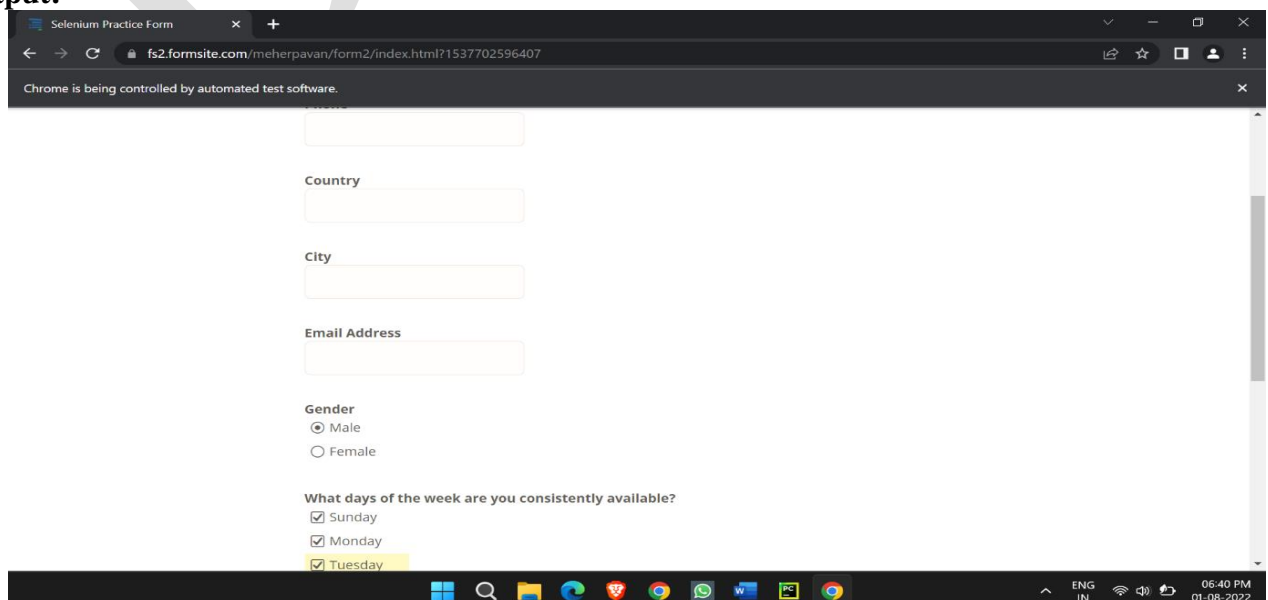 Selenium Practice Form
fs2.formsite.com/meherpavan/form2/index.html?1537702596407
Chrome is being controlled by automated test software.
Country
City
Email Address
Gender
Male
Female
What days of the week are you consistently available?
Sunday
Monday
Tuesday
ENG
IN
06:40 PM
01-08-2022